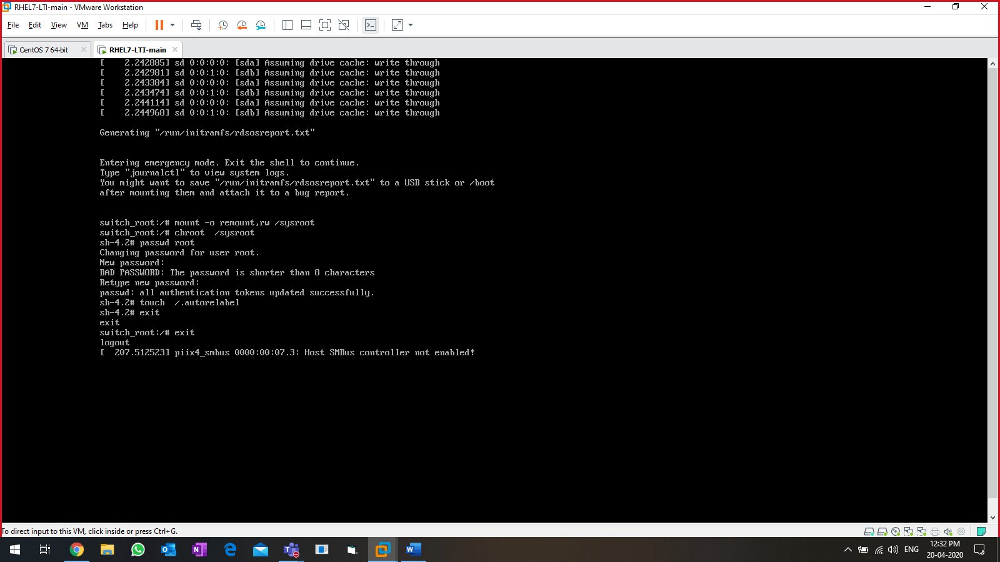 RHEL7-LTI-main - VMware Workstation
File Edit View VM Tabs Help
CentOS 7 64-bit RHEL7-LTI-main
[    2.242885] sd 0:0:0:0: [sda] Assuming drive cache: write through
[    2.242981] sd 0:0:1:0: [sdb] Assuming drive cache: write through
[    2.243384] sd 0:0:0:0: [sda] Assuming drive cache: write through
[    2.243474] sd 0:0:1:0: [sdb] Assuming drive cache: write through
[    2.244114] sd 0:0:0:0: [sda] Assuming drive cache: write through
[    2.244968] sd 0:0:1:0: [sdb] Assuming drive cache: write through
Generating "/run/initramfs/rdsosreport.txt"
Entering emergency mode. Exit the shell to continue.
Type "journalctl" to view system logs.
You might want to save "/run/initramfs/rdsosreport.txt" to a USB stick or /boot
after mounting them and attach it to a bug report.
switch_root:/# mount -o remount,rw /sysroot
switch_root:/# chroot  /sysroot
sh-4.2# passwd root
Changing password for user root.
New password:
BAD PASSWORD: The password is shorter than 8 characters
Retype new password:
passwd: all authentication tokens updated successfully.
sh-4.2# touch  /.autorelabel
sh-4.2# exit
exit
switch_root:/# exit
logout
[  207.512523] piix4_smbus 0000:00:07.3: Host SMBus controller not enabled!
To direct input to this VM, click inside or press Ctrl+G.
ENG
12:32 PM
20-04-2020